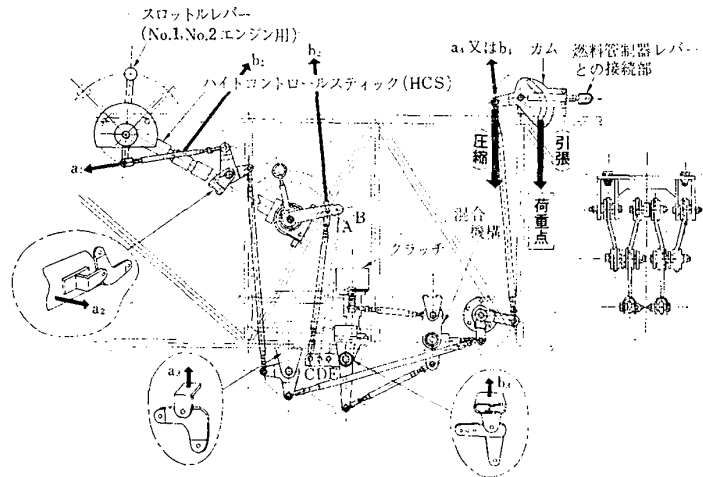 スロットルレバー
(No.1, No.2エンジン用)
b₁
ハイトコントロールスティック(HCS)
b₂
a₄又はb₄
カム
燃料管制器レバー
との接続部
a₁
圧縮
引張
荷重点
A
B
混合
機構
クラッチ
a₂
a₃
CDE
b₃